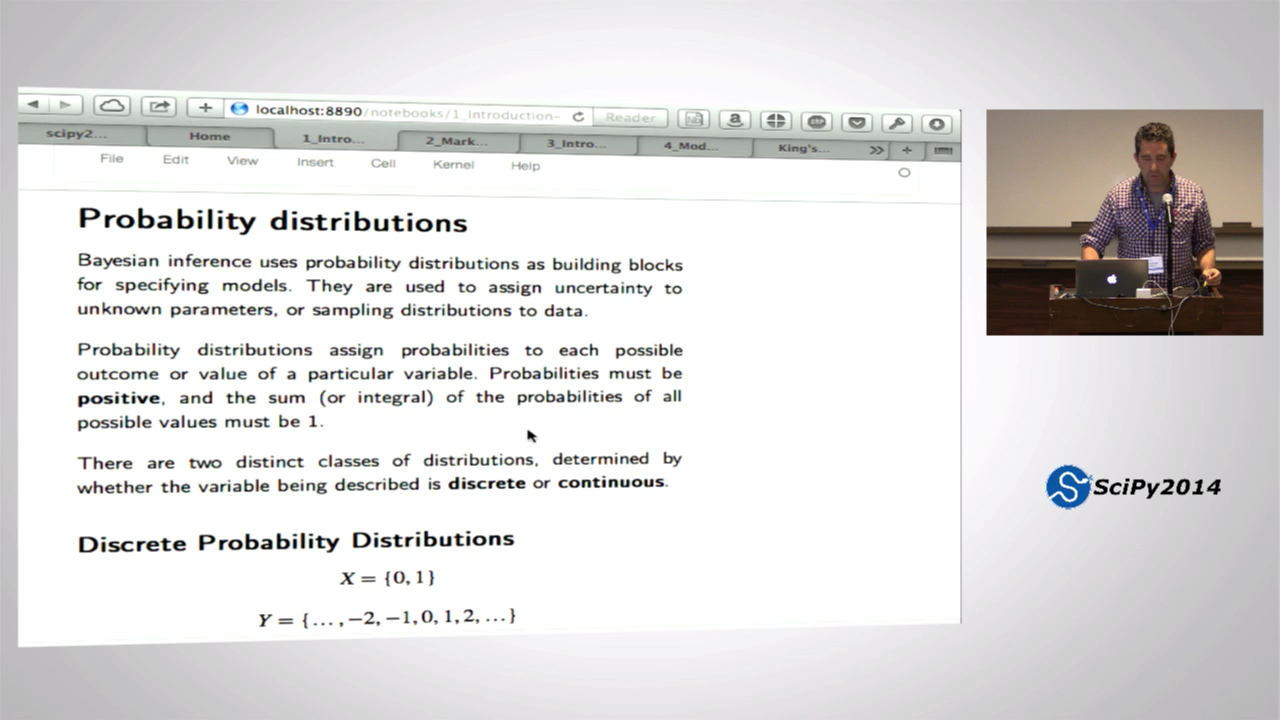 localhost:8890/notebooks/1_Introduction-
Reader
scipy2...
Home
1_Intro...
2_Mark...
3_Intro...
4_Mod...
King's...
File Edit View Insert Cell Kernel Help
Probability distributions
Bayesian inference uses probability distributions as building blocks
for specifying models. They are used to assign uncertainty to
unknown parameters, or sampling distributions to data.
Probability distributions assign probabilities to each possible
outcome or value of a particular variable. Probabilities must be
positive, and the sum (or integral) of the probabilities of all
possible values must be 1.
There are two distinct classes of distributions, determined by
whether the variable being described is discrete or continuous.
Discrete Probability Distributions
X = {0, 1}
Y = {…, −2, −1, 0, 1, 2, …}
SciPy2014